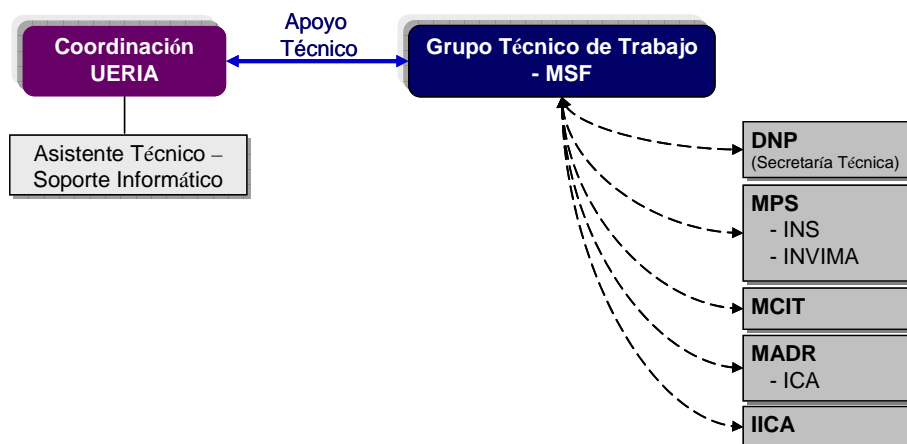 Coordinación
UERIA
Apoyo
Técnico
Grupo Técnico de Trabajo
- MSF
Asistente Técnico –
Soporte Informático
DNP
(Secretaría Técnica)
MPS
- INS
- INVIMA
MCIT
MADR
- ICA
IICA